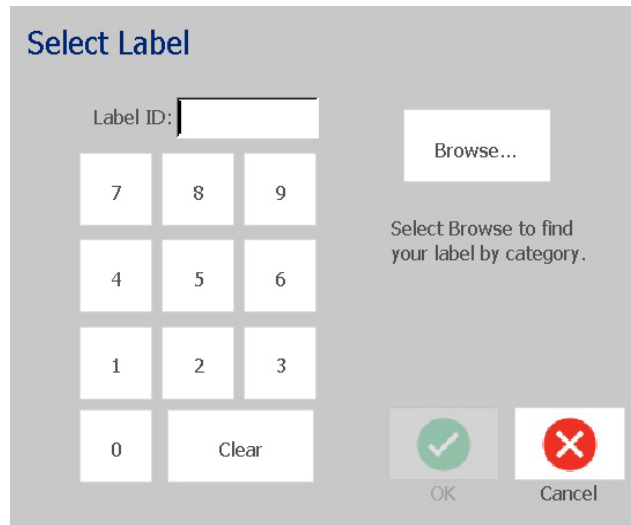 Select Label
Label ID:
Browse...
7 8 9
Select Browse to find
your label by category.
4 5 6
1 2 3
0 Clear
OK Cancel